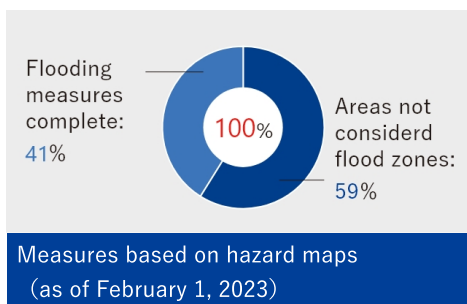 Flooding
measures
complete:
41%
100%
Areas not
considerd
flood zones:
59%
Measures based on hazard maps
（as of February 1, 2023）